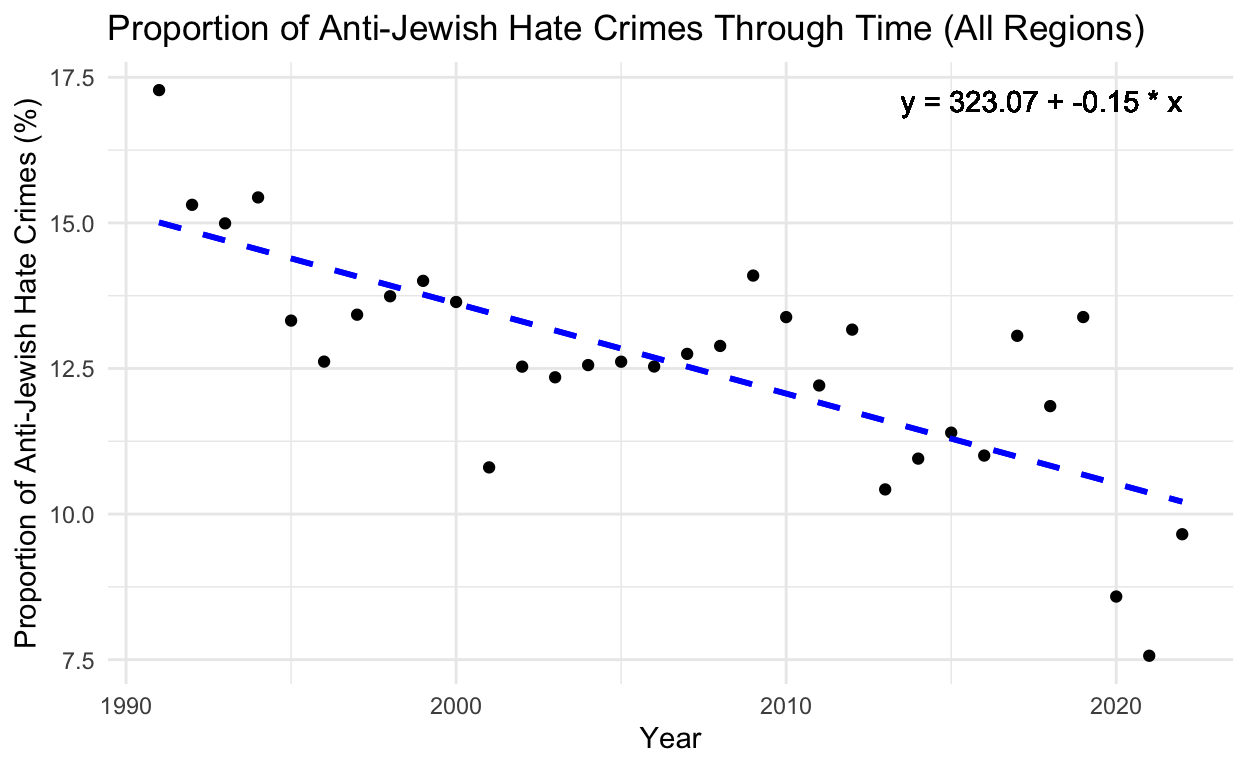 Proportion of Anti-Jewish Hate Crimes Through Time (All Regions)
y = 323.07 + -0.15 * x
Proportion of Anti-Jewish Hate Crimes (%)
17.5
15.0
12.5
10.0
7.5
1990
2000
2010
2020
Year